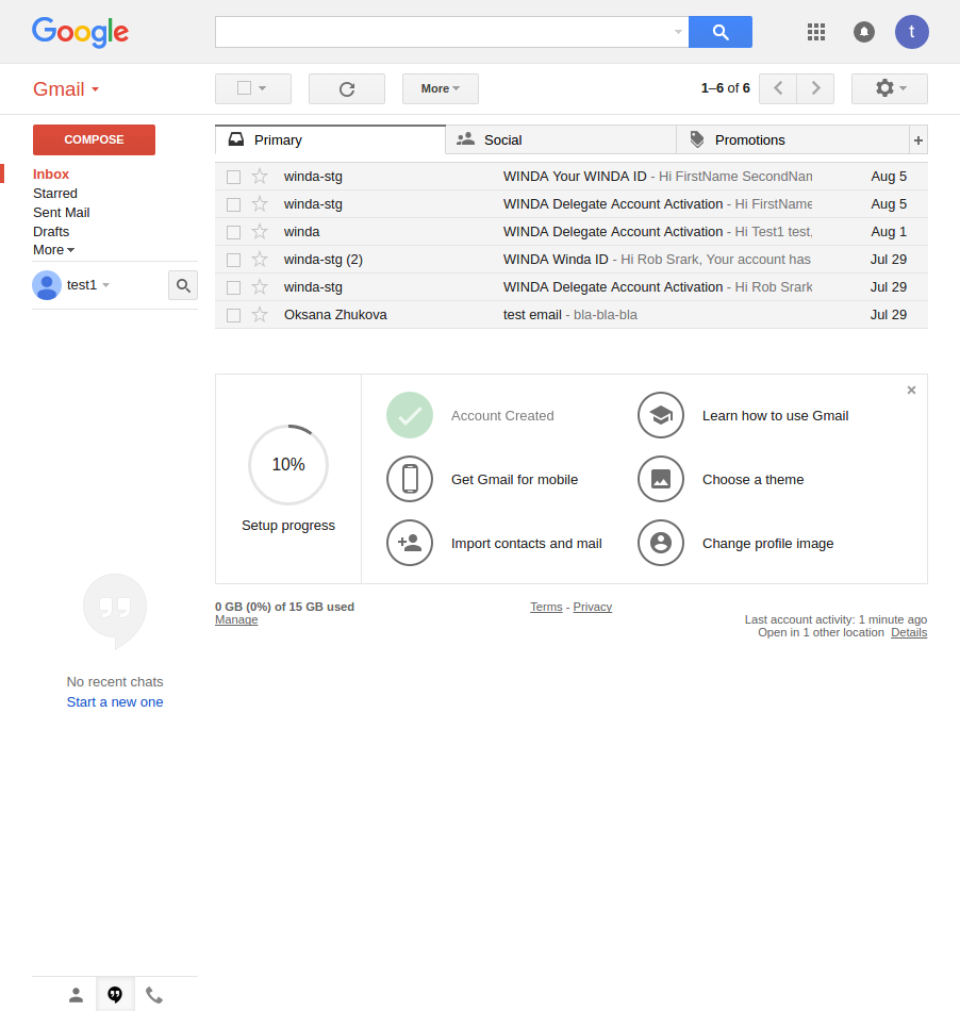 Google
t
Gmail
More
1–6 of 6
COMPOSE
Inbox
Starred
Sent Mail
Drafts
More
test1
Primary
Social
Promotions
+
winda-stg WINDA Your WINDA ID - Hi FirstName SecondNan Aug 5
winda-stg WINDA Delegate Account Activation - Hi FirstName Aug 5
winda WINDA Delegate Account Activation - Hi Test1 test, Aug 1
winda-stg (2) WINDA Winda ID - Hi Rob Srark, Your account has Jul 29
winda-stg WINDA Delegate Account Activation - Hi Rob Srark Jul 29
Oksana Zhukova test email - bla-bla-bla Jul 29
10%
Setup progress
Account Created
Learn how to use Gmail
Get Gmail for mobile
Choose a theme
Import contacts and mail
Change profile image
0 GB (0%) of 15 GB used
Manage
Terms - Privacy
Last account activity: 1 minute ago
Open in 1 other location Details
No recent chats
Start a new one